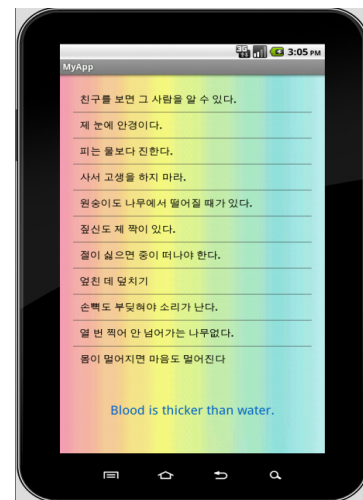 3G 3:05 PM
MyApp
친구를 보면 그 사람을 알 수 있다.
제 눈에 안경이다.
피는 물보다 진한다.
사서 고생을 하지 마라.
원숭이도 나무에서 떨어질 때가 있다.
짚신도 제 짝이 있다.
절이 싫으면 중이 떠나야 한다.
엎친 데 덮치기
손뼉도 부딪혀야 소리가 난다.
열 번 찍어 안 넘어가는 나무없다.
몸이 멀어지면 마음도 멀어진다
Blood is thicker than water.